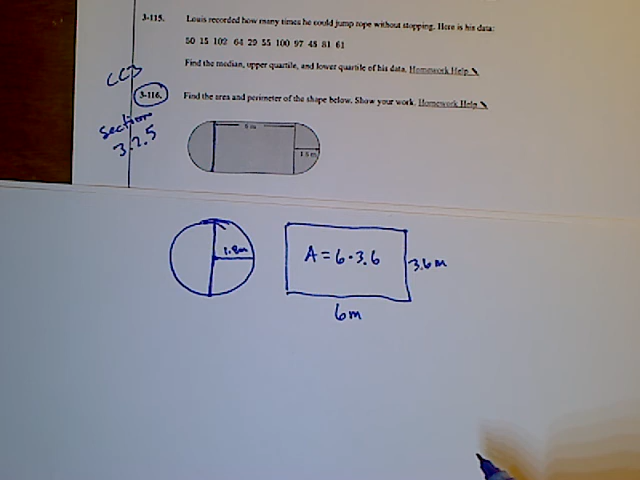 3-115. Louis recorded how many times he could jump rope without stopping. Here is his data:
50 15 102 64 29 55 100 97 48 81 61
Find the median, upper quartile, and lower quartile of his data. Homework Help
CC3
3-116. Find the area and perimeter of the shape below. Show your work. Homework Help
Section
3.2.5
6 m
1.8 m
1.8m
A = 6 · 3.6
3.6m
6m